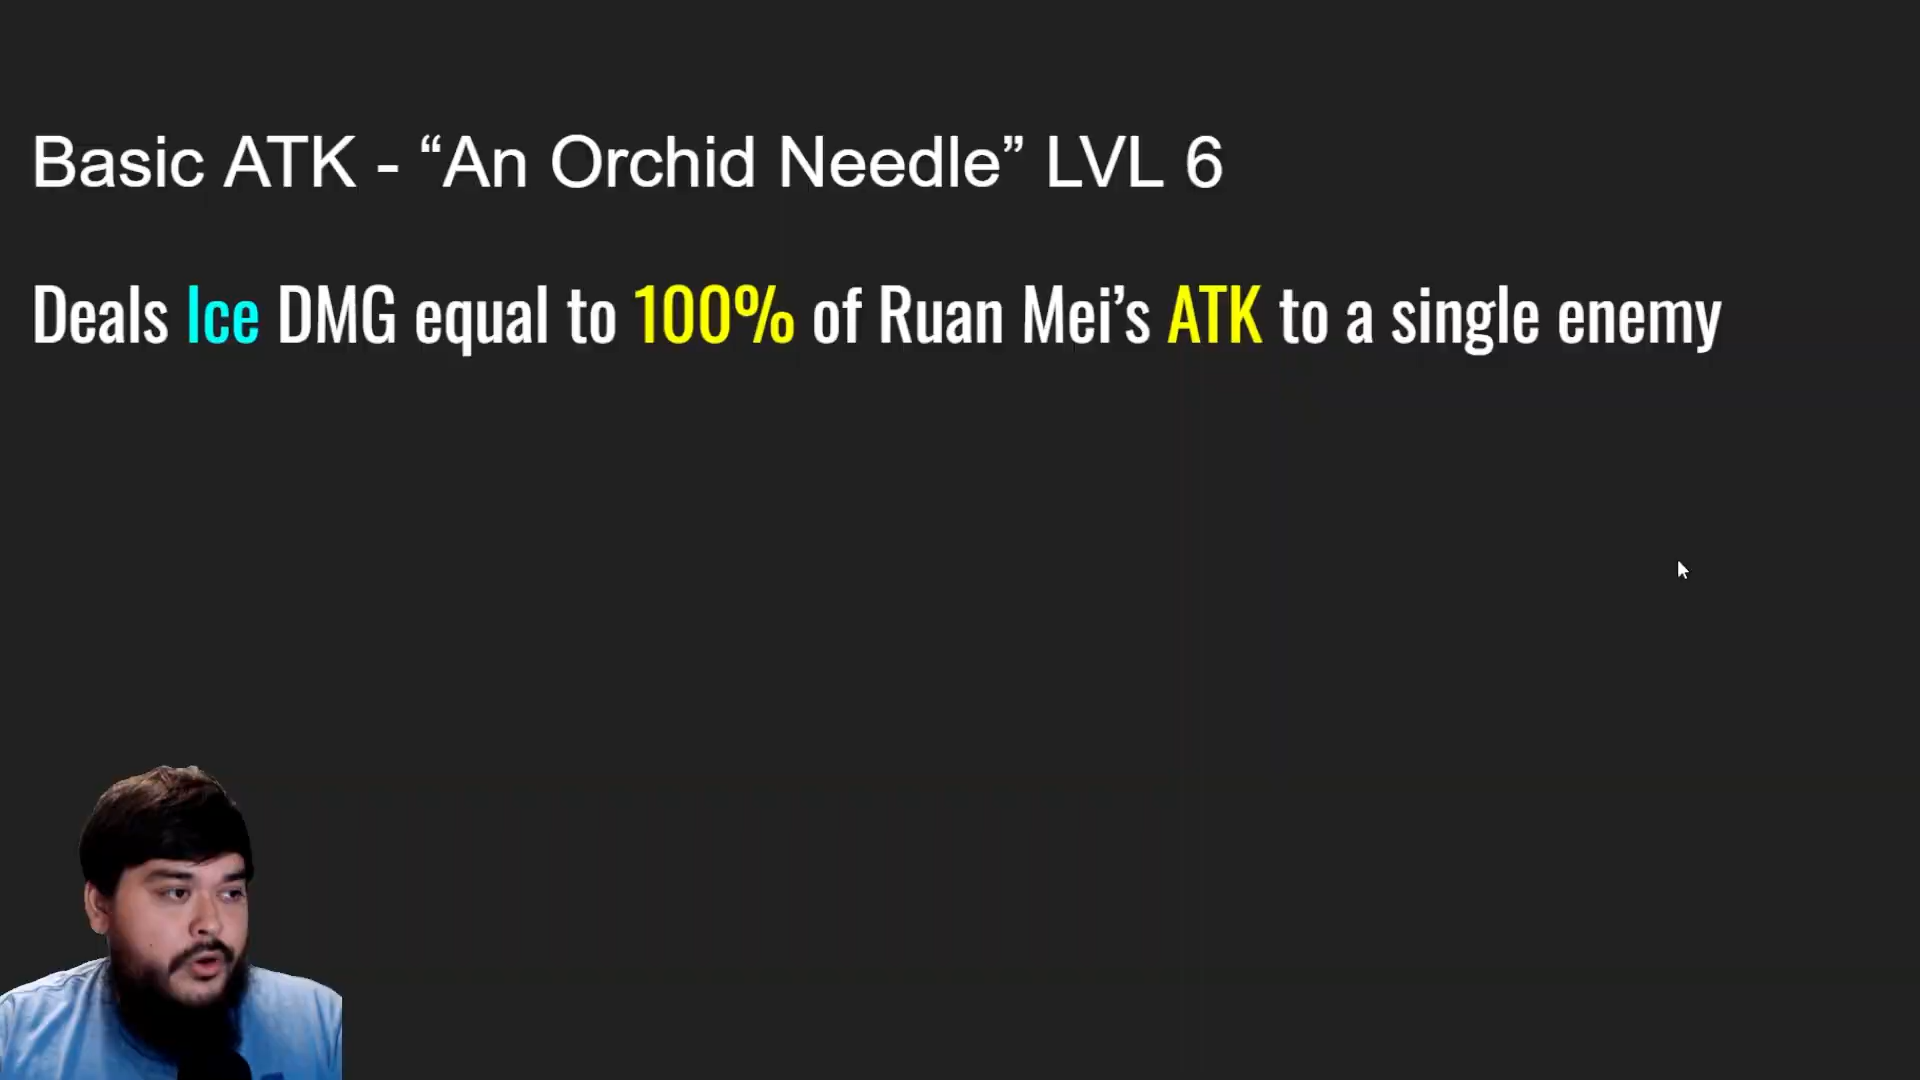 Basic ATK - “An Orchid Needle” LVL 6
Deals Ice DMG equal to 100% of Ruan Mei’s ATK to a single enemy